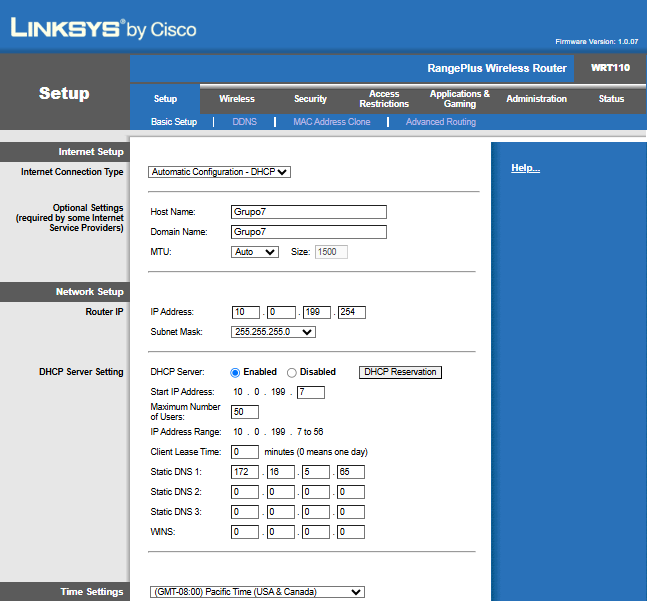 LINKSYS® by Cisco
Firmware Version: 1.0.07
RangePlus Wireless Router WRT110
Setup
Setup Wireless Security Access Restrictions Applications & Gaming Administration Status
Basic Setup | DDNS | MAC Address Clone | Advanced Routing
Internet Setup
Internet Connection Type Automatic Configuration - DHCP
Help...
Optional Settings
(required by some Internet
Service Providers)
Host Name: Grupo7
Domain Name: Grupo7
MTU: Auto Size: 1500
Network Setup
Router IP
IP Address: 10 . 0 . 199 . 254
Subnet Mask: 255.255.255.0
DHCP Server Setting
DHCP Server: Enabled Disabled DHCP Reservation
Start IP Address: 10 . 0 . 199 . 7
Maximum Number
of Users: 50
IP Address Range: 10 . 0 . 199 . 7 to 56
Client Lease Time: 0 minutes (0 means one day)
Static DNS 1: 172 . 16 . 5 . 65
Static DNS 2: 0 . 0 . 0 . 0
Static DNS 3: 0 . 0 . 0 . 0
WINS: 0 . 0 . 0 . 0
Time Settings
(GMT-08:00) Pacific Time (USA & Canada)